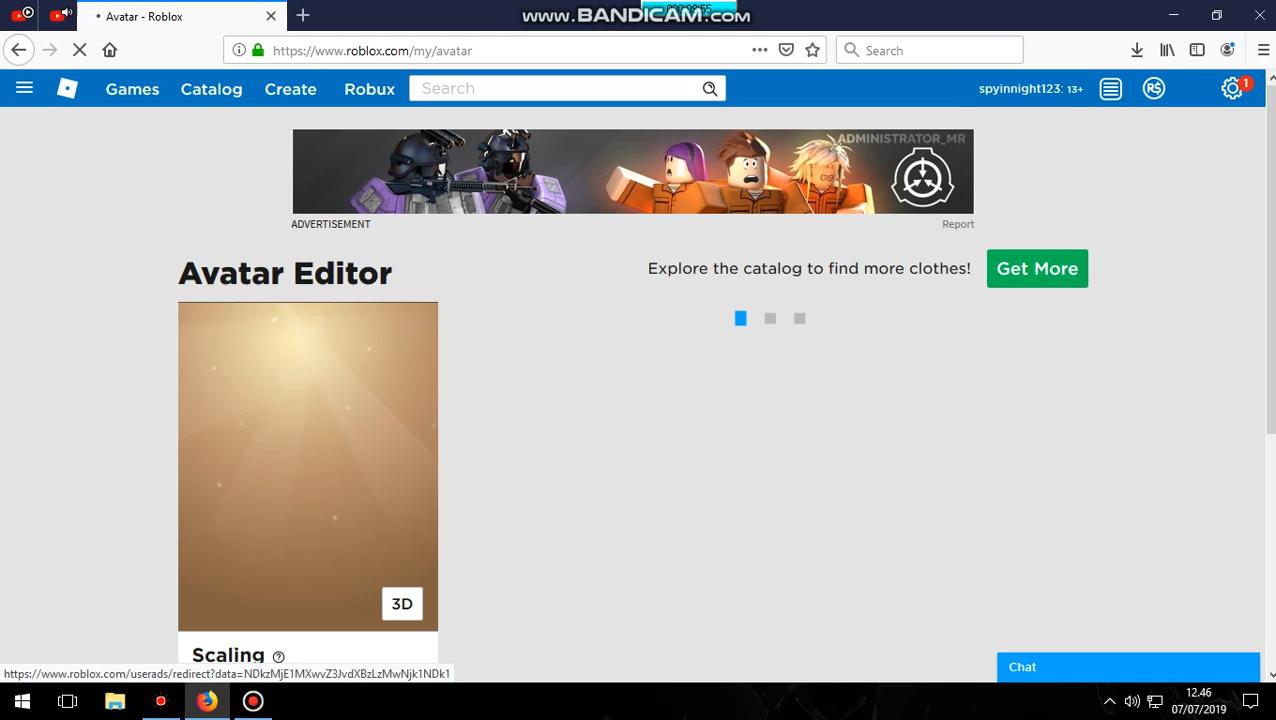 Avatar - Roblox
www.BANDICAM.com
https://www.roblox.com/my/avatar
Search
Games
Catalog
Create
Robux
Search
spyinnight123: 13+
1
ADMINISTRATOR_MR
ADVERTISEMENT
Report
Avatar Editor
Explore the catalog to find more clothes!
Get More
3D
Scaling
https://www.roblox.com/userads/redirect?data=NDkzMjE1MXwvZ3JvdXBzLzMwNjk1NDk1
Chat
12.46
07/07/2019